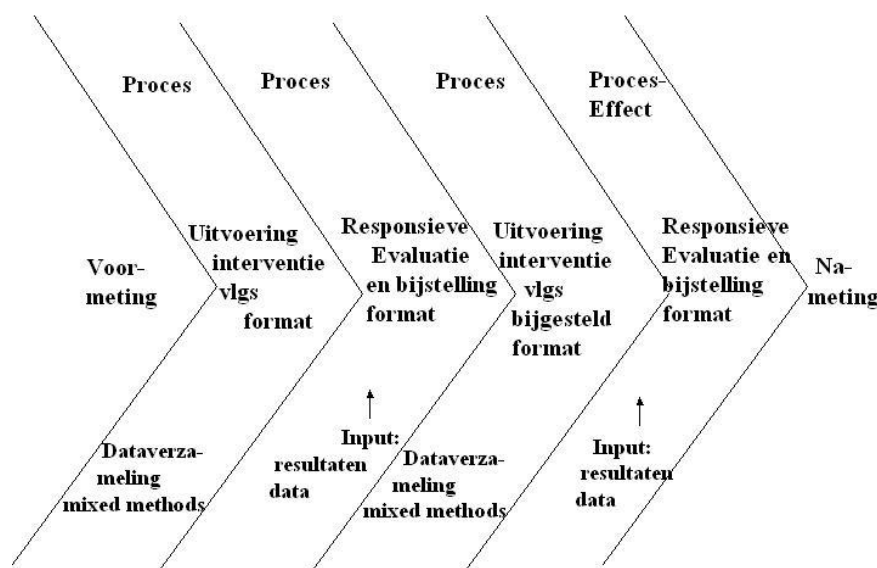 Proces
Proces
Proces
Proces-
Effect
Voor-
meting
Uitvoering
interventie
vlgs
format
Responsieve
Evaluatie
en bijstelling
format
Uitvoering
interventie
vlgs
bijgesteld
format
Responsieve
Evaluatie en
bijstelling
format
Na-
meting
Dataverza-
meling
mixed methods
Input:
resultaten
data
Dataverza-
meling
mixed methods
Input:
resultaten
data